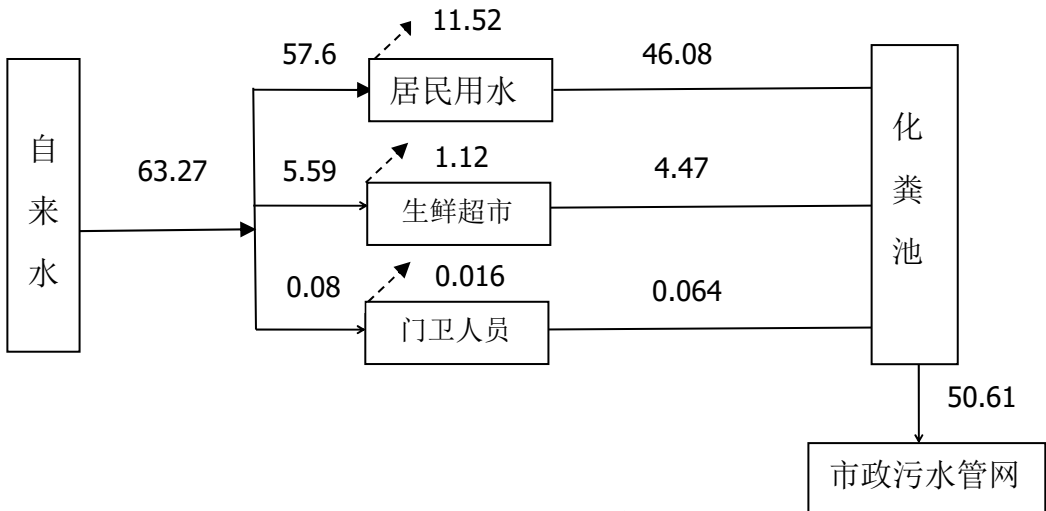 自来水
63.27
57.6
11.52
居民用水
46.08
5.59
1.12
生鲜超市
4.47
0.08
0.016
门卫人员
0.064
化粪池
50.61
市政污水管网